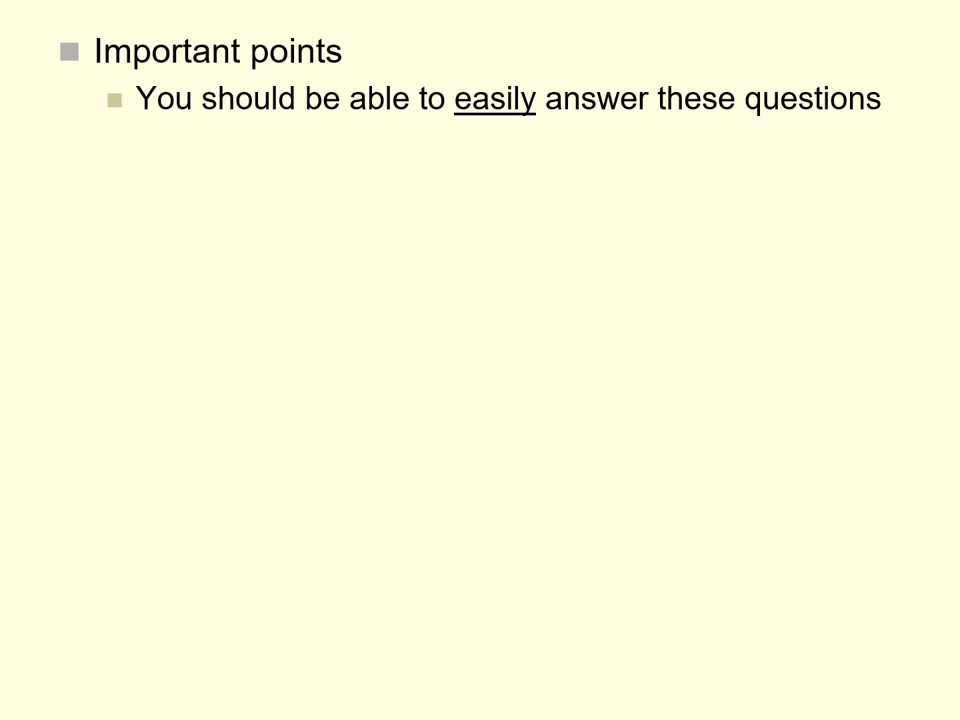 Important points
You should be able to easily answer these questions